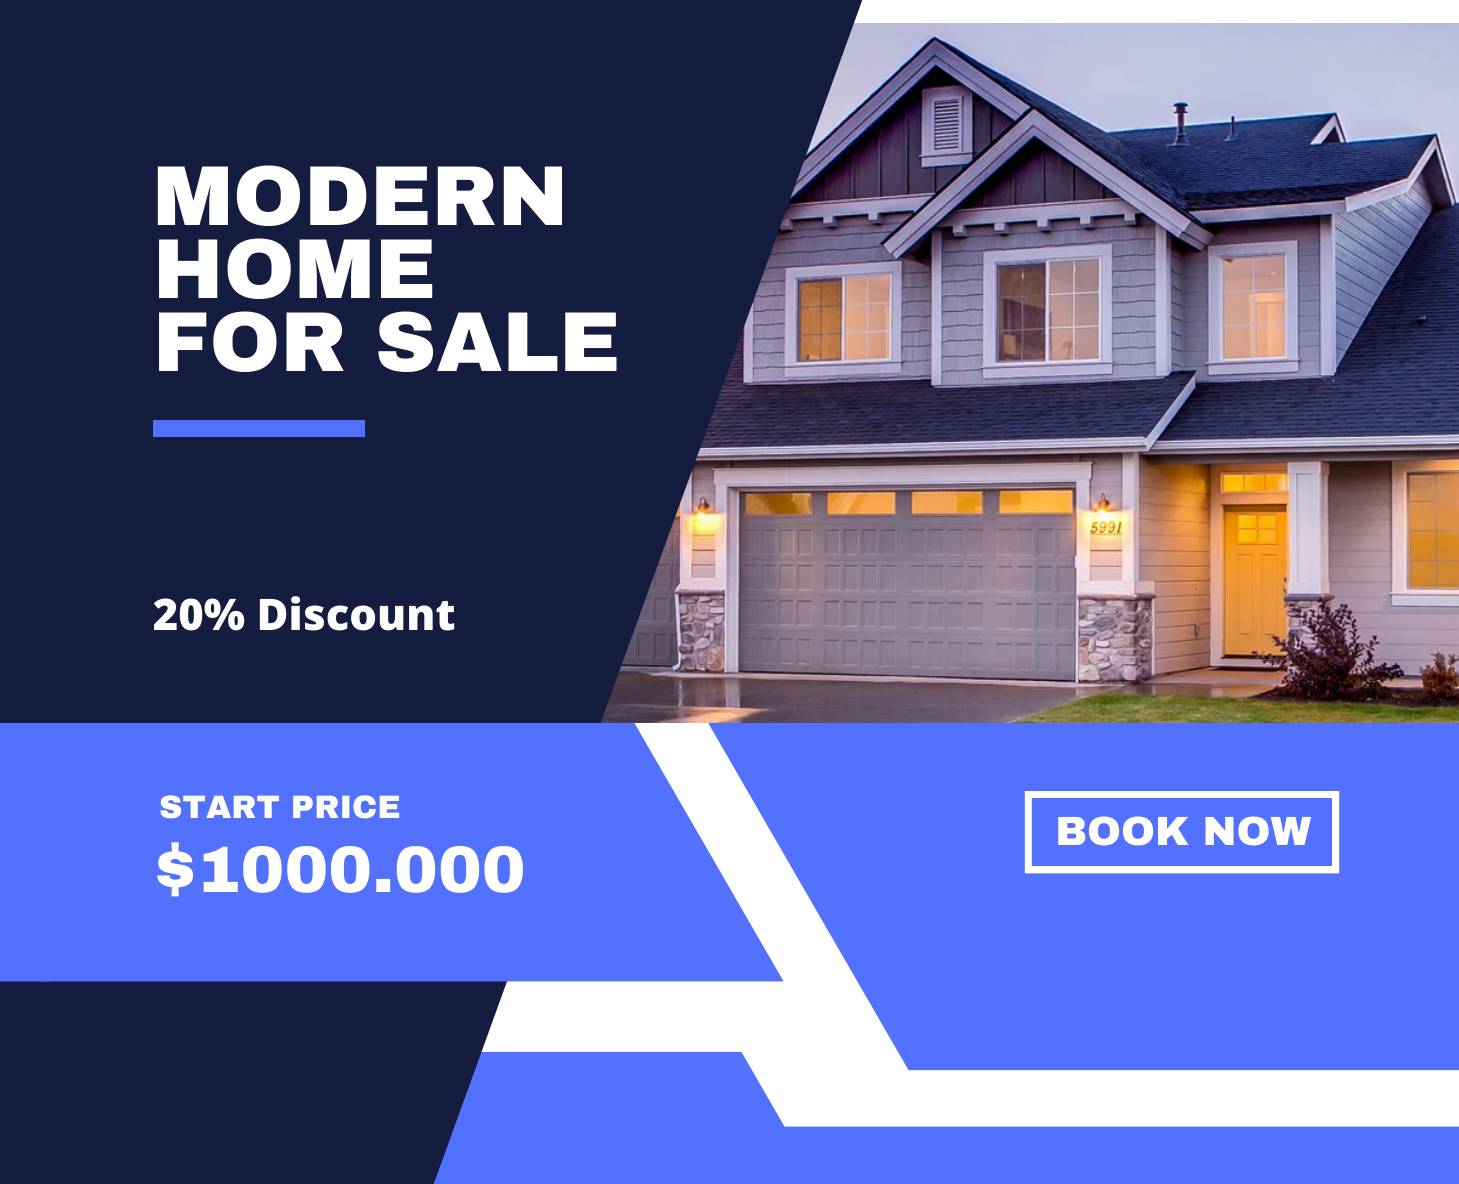 MODERN
HOME
FOR SALE
5991
20% Discount
START PRICE
$1000.000
BOOK NOW